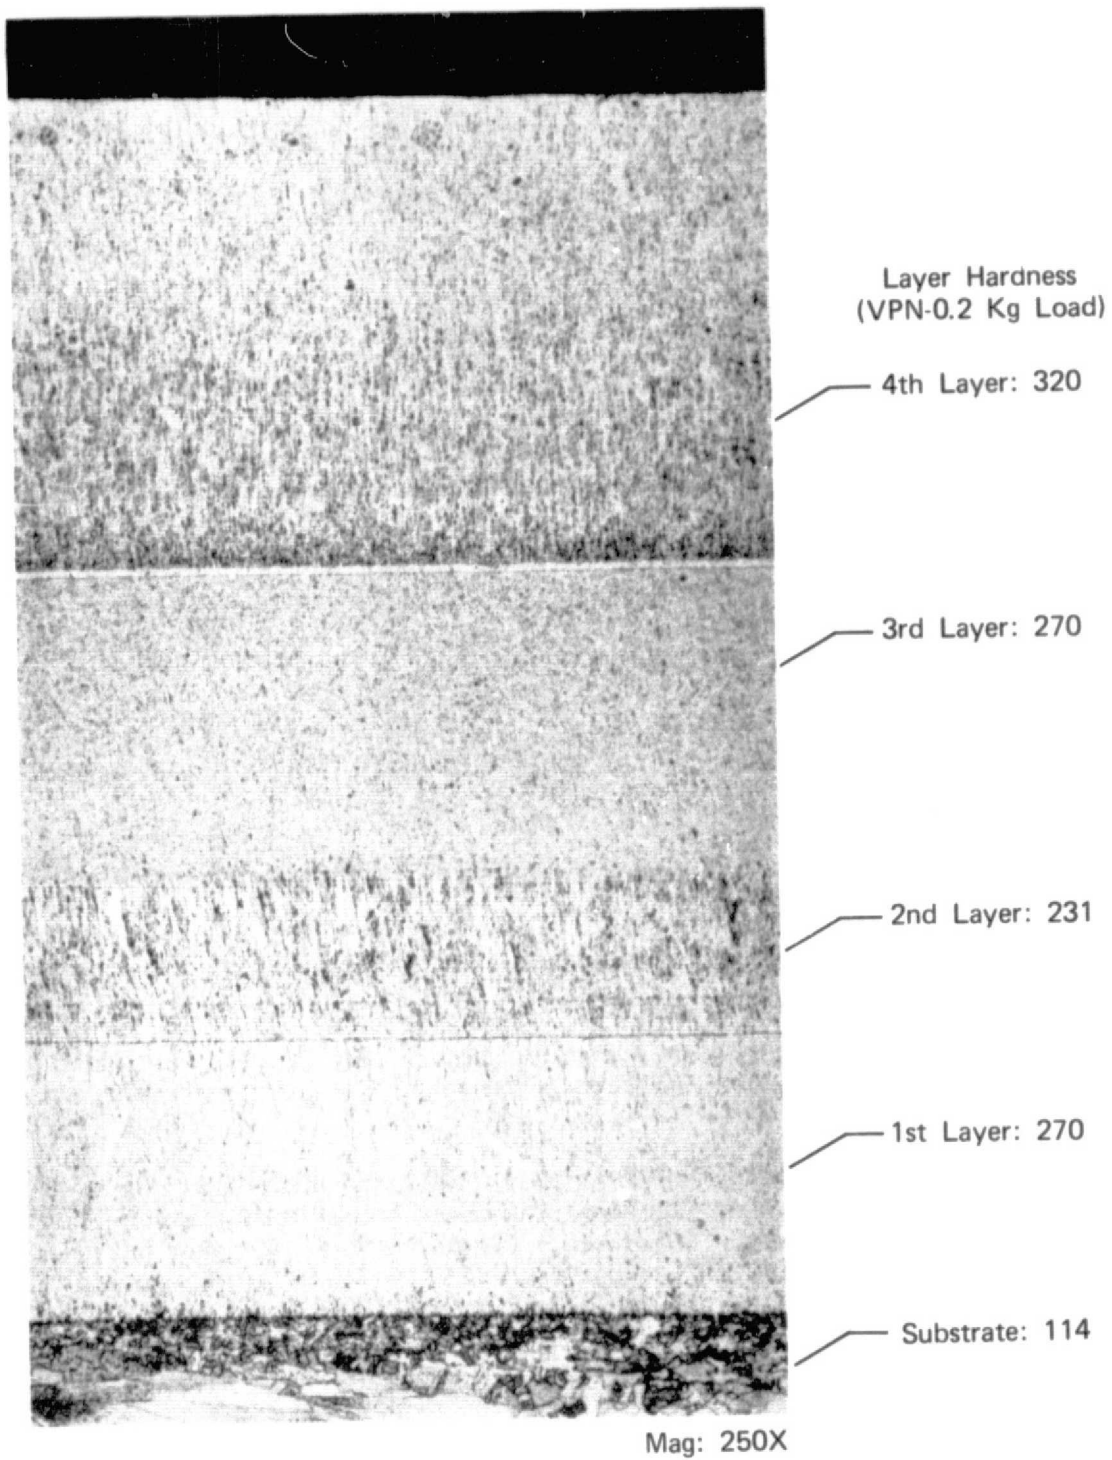 Layer Hardness
(VPN-0.2 Kg Load)
4th Layer: 320
3rd Layer: 270
2nd Layer: 231
1st Layer: 270
Substrate: 114
Mag: 250X